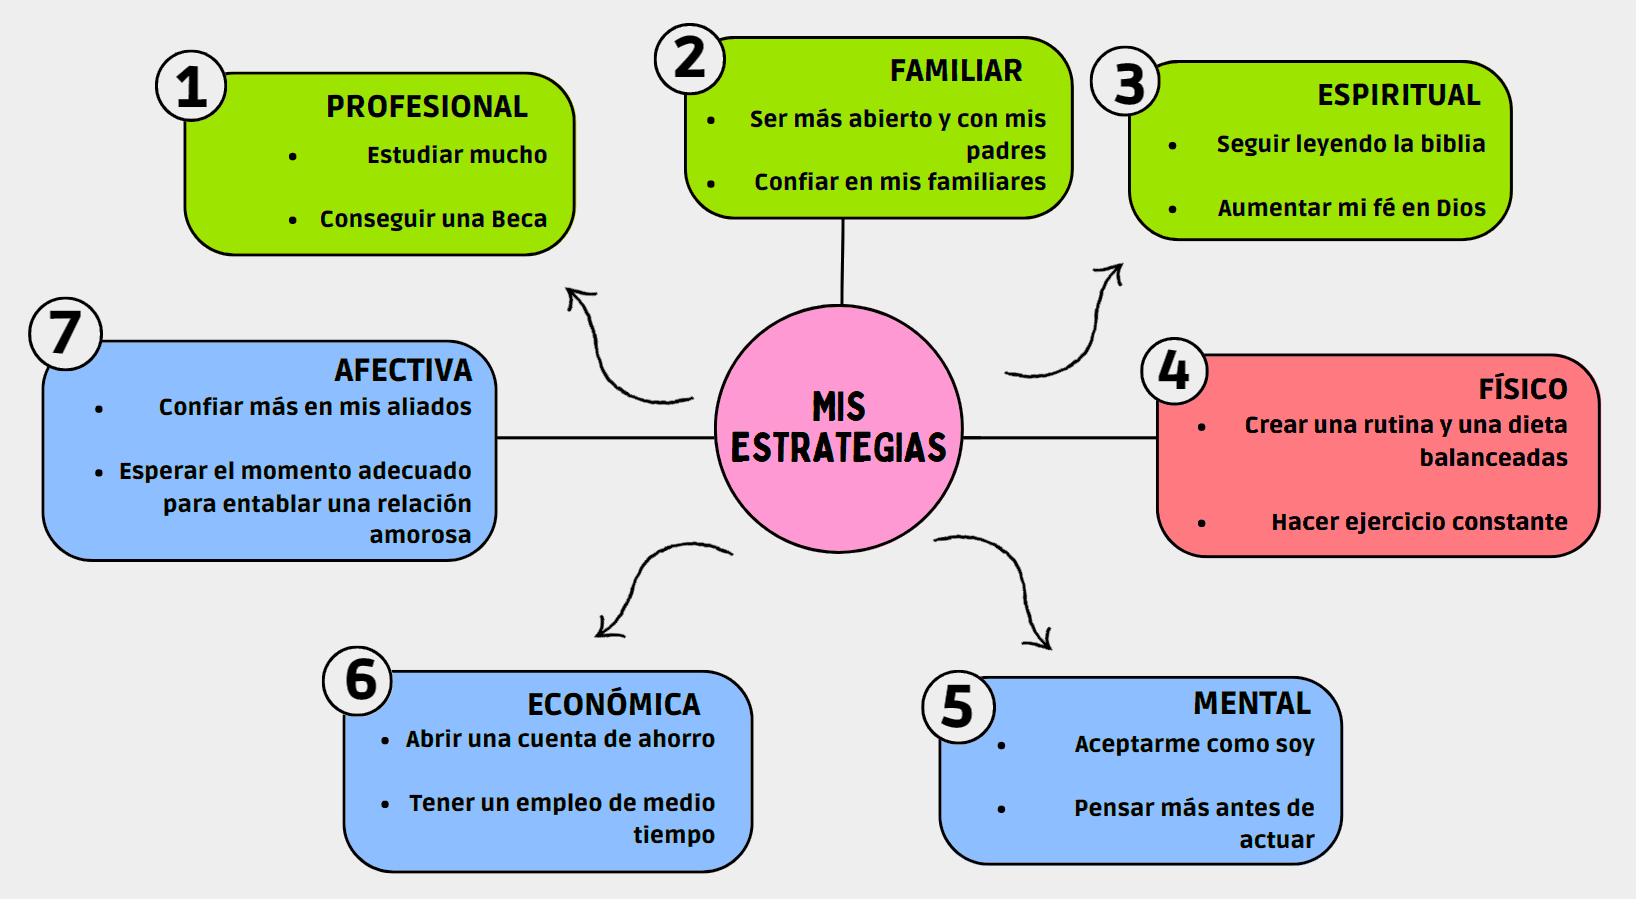 1
PROFESIONAL
• Estudiar mucho
• Conseguir una Beca
2
FAMILIAR
• Ser más abierto y con mis
padres
• Confiar en mis familiares
3
ESPIRITUAL
• Seguir leyendo la biblia
• Aumentar mi fé en Dios
7
AFECTIVA
• Confiar más en mis aliados
• Esperar el momento adecuado
para entablar una relación
amorosa
MIS
ESTRATEGIAS
4
FÍSICO
• Crear una rutina y una dieta
balanceadas
• Hacer ejercicio constante
6
ECONÓMICA
• Abrir una cuenta de ahorro
• Tener un empleo de medio
tiempo
5
MENTAL
• Aceptarme como soy
• Pensar más antes de
actuar